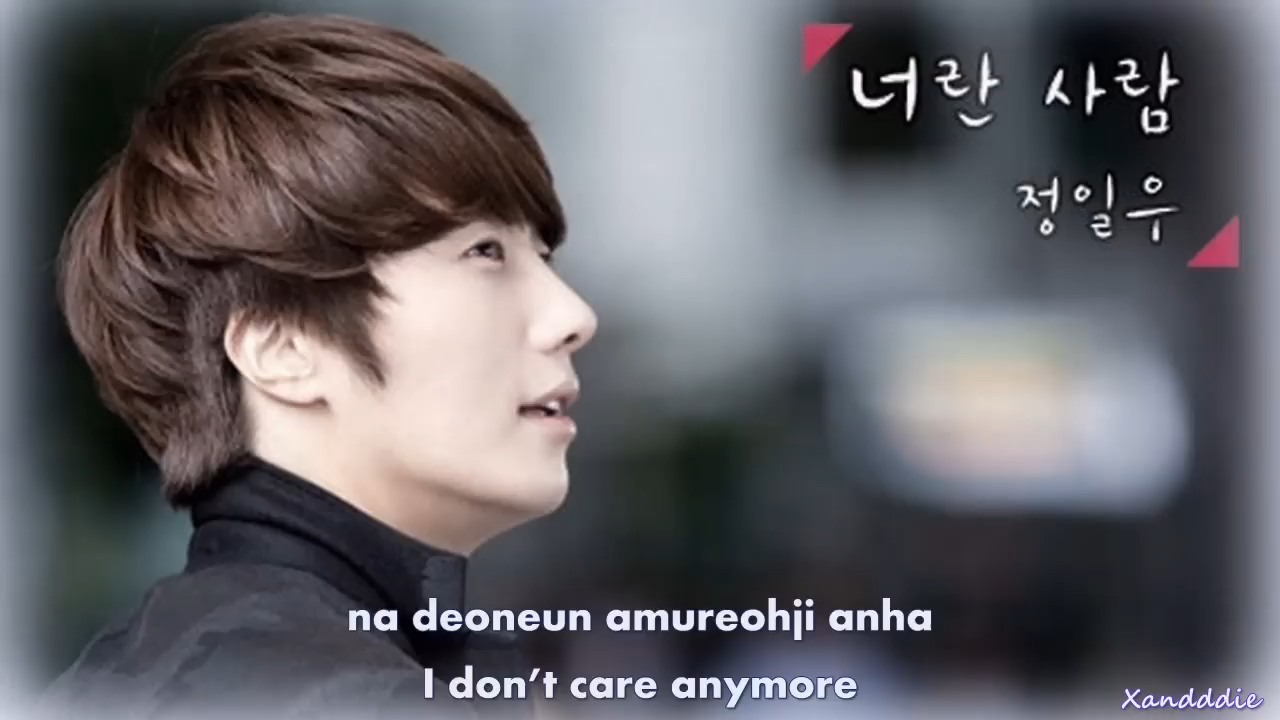 너란 사람
정일우
na deoneun amureohji anha
I don't care anymore
Xandddie